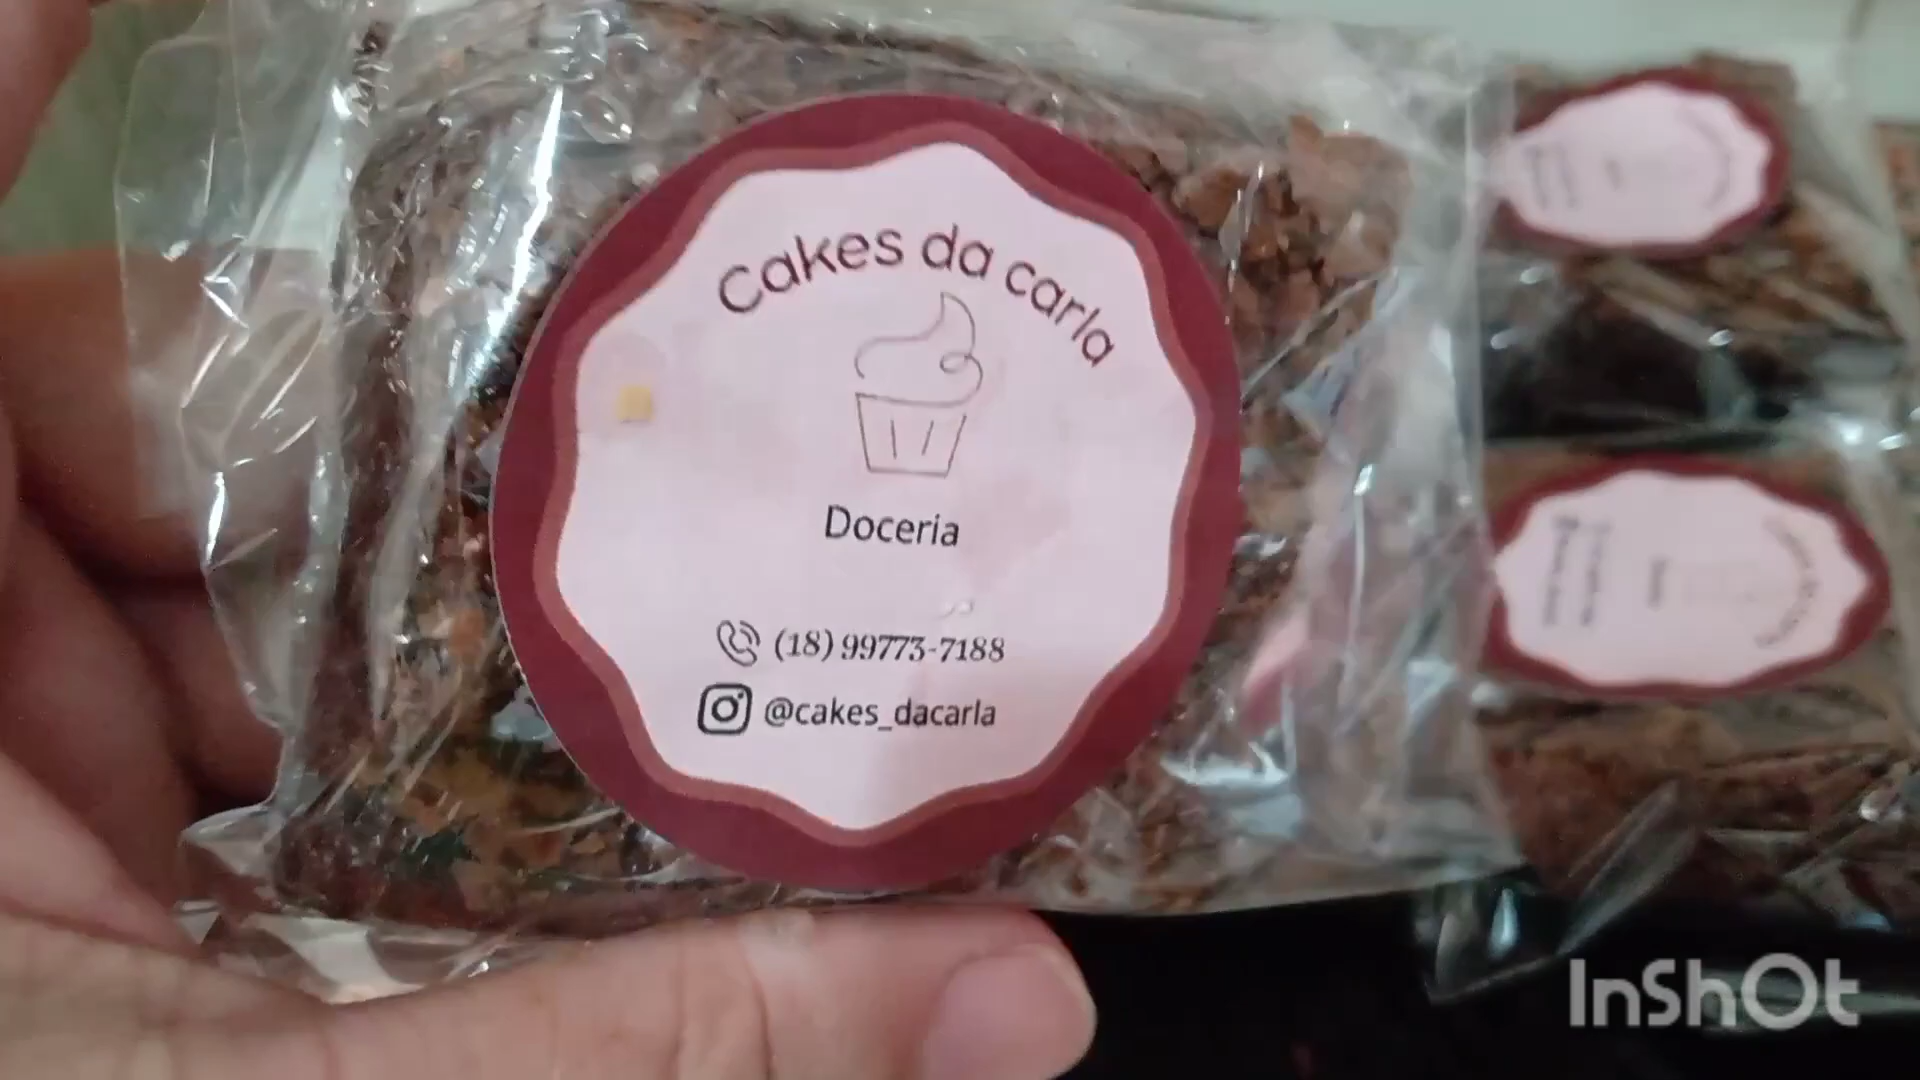 Cakes da carla
Doceria
(18) 99773-7188
@cakes_dacarla
InShOt